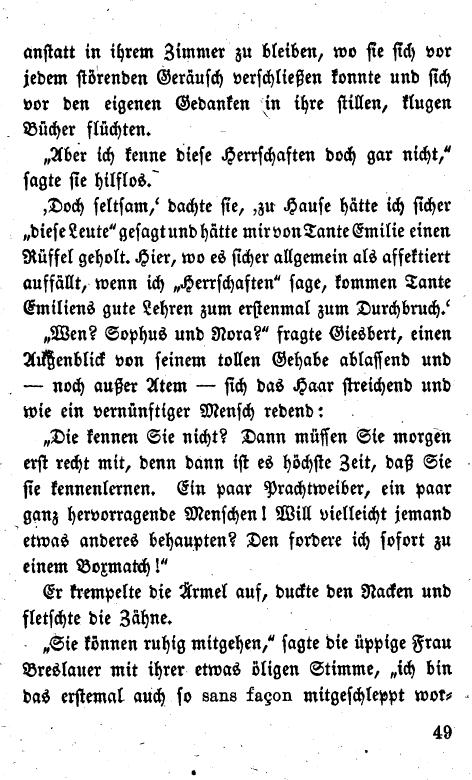 anstatt in ihrem Zimmer zu bleiben, wo sie sich vor
jedem störenden Geräusch verschließen konnte und sich
vor den eigenen Gedanken in ihre stillen, klugen
Bücher flüchten.
„Aber ich kenne diese Herrschaften doch gar nicht,“
sagte sie hilflos.
‚Doch seltsam,‘ dachte sie, ‚zu Hause hätte ich sicher
„diese Leute“ gesagt und hätte mir von Tante Emilie einen
Rüffel geholt. Hier, wo es sicher allgemein als affektiert
auffällt, wenn ich „Herrschaften“ sage, kommen Tante
Emiliens gute Lehren zum erstenmal zum Durchbruch.‘
„Wen? Sophus und Nora?“ fragte Giesbert, einen
Augenblick von seinem tollen Gehabe ablassend und
— noch außer Atem — sich das Haar streichend und
wie ein vernünftiger Mensch redend:
„Die kennen Sie nicht? Dann müssen Sie morgen
erst recht mit, denn dann ist es höchste Zeit, daß Sie
sie kennenlernen. Ein paar Prachtweiber, ein paar
ganz hervorragende Menschen! Will vielleicht jemand
etwas anderes behaupten? Den fordere ich sofort zu
einem Boxmatch!“
Er krempelte die Ärmel auf, duckte den Nacken und
fletschte die Zähne.
„Sie können ruhig mitgehen,“ sagte die üppige Frau
Breslauer mit ihrer etwas öligen Stimme, „ich bin
das erstemal auch so sans façon mitgeschleppt wor-
49